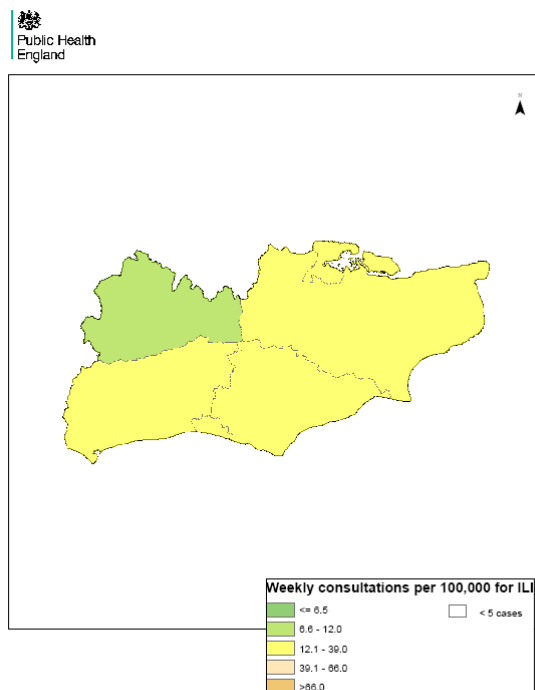 Public Health
England
N
Weekly consultations per 100,000 for ILI
<= 6.5
< 5 cases
6.6 - 12.0
12.1 - 39.0
39.1 - 66.0
>66.0